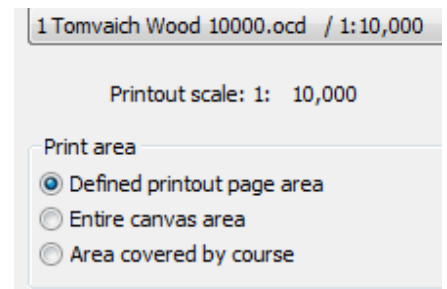 1 Tomvaich Wood 10000.ocd / 1:10,000
Printout scale: 1: 10,000
Print area
Defined printout page area
Entire canvas area
Area covered by course